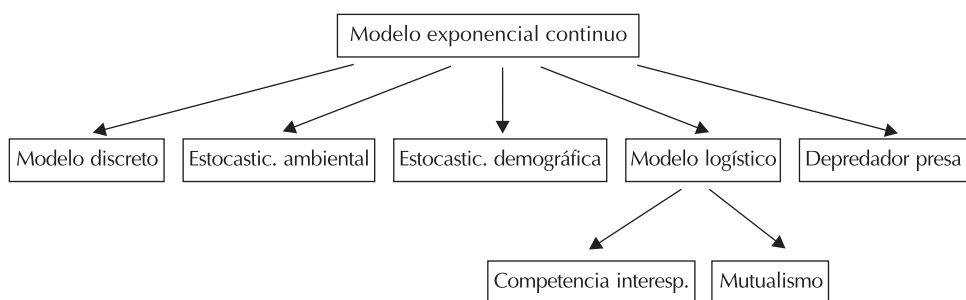 Modelo exponencial continuo
Modelo discreto
Estocastic. ambiental
Estocastic. demográfica
Modelo logístico
Depredador presa
Competencia interesp.
Mutualismo